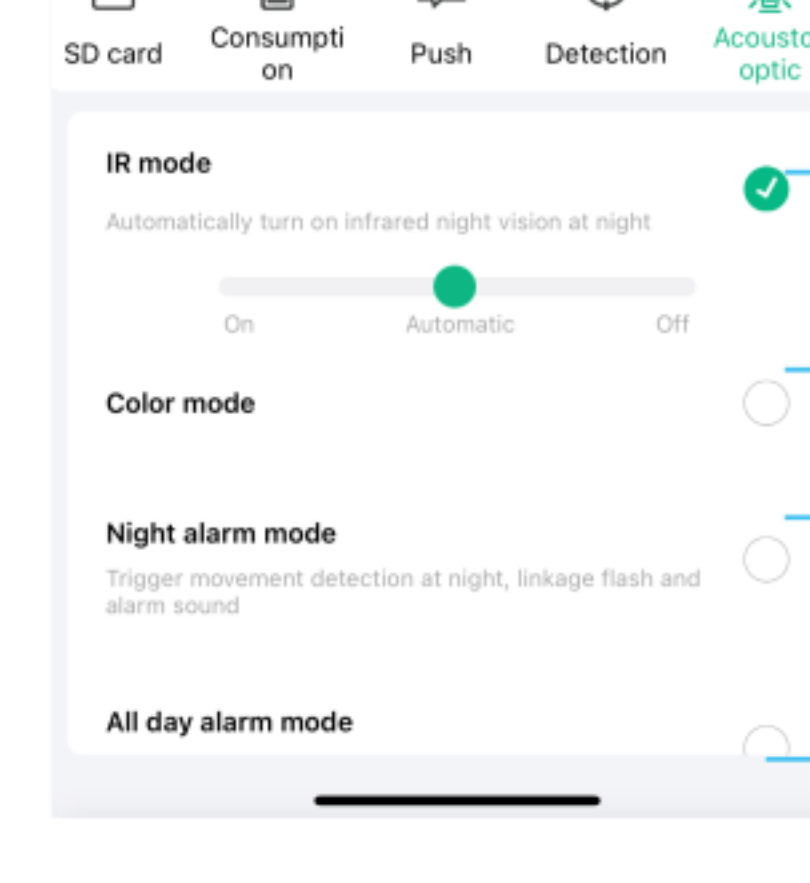 SD card
Consumpti
on
Push
Detection
Acousto
optic
IR mode
Automatically turn on infrared night vision at night
On
Automatic
Off
Color mode
Night alarm mode
Trigger movement detection at night, linkage flash and
alarm sound
All day alarm mode